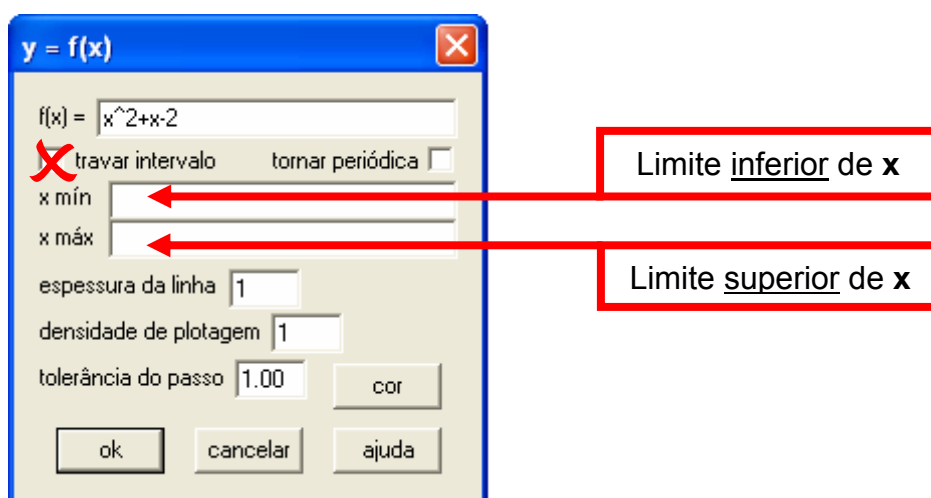 y = f(x)
f(x) = x^2+x-2
travar intervalo tornar periódica
x mín
x máx
espessura da linha 1
densidade de plotagem 1
tolerância do passo 1.00 cor
ok cancelar ajuda
Limite inferior de x
Limite superior de x